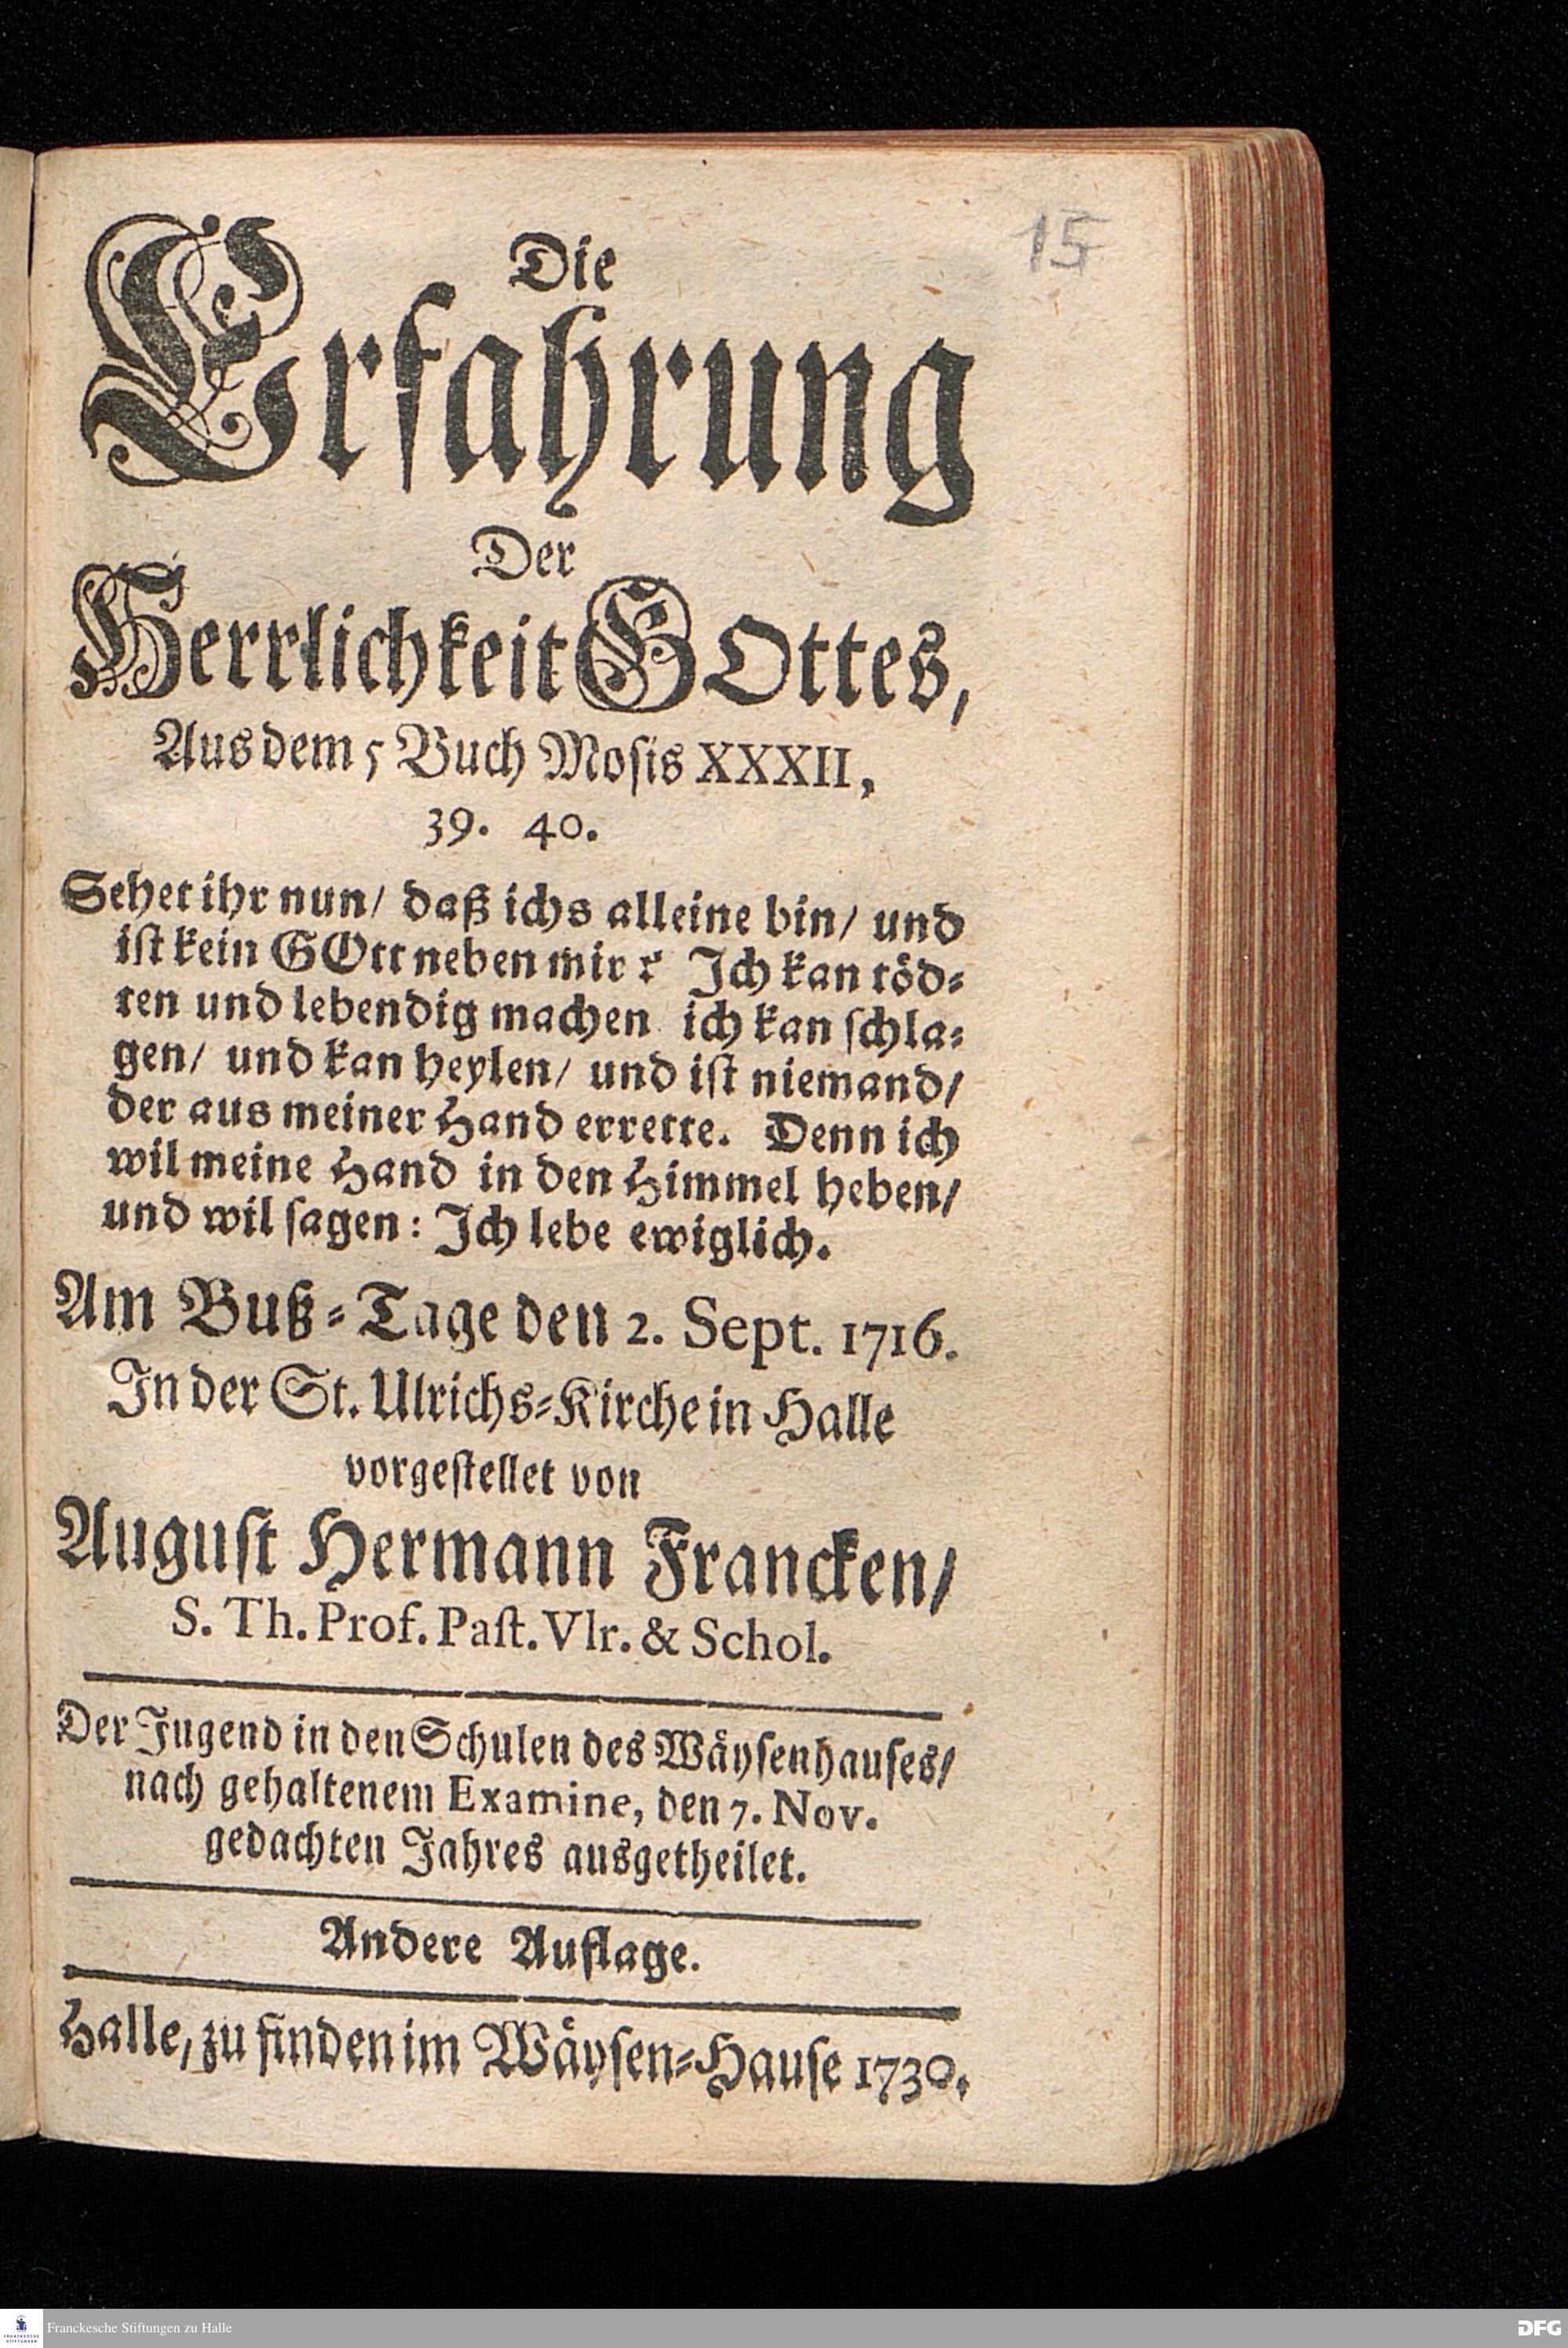 15
Die
Erfahrung
Der
Herrlichkeit GOttes,
Aus dem 5 Buch Mosis XXXII,
39. 40.
Sehet ihr nun/ daß ichs alleine bin/ und
ist kein GOtt neben mir? Ich kan töd-
ten und lebendig machen ich kan schla-
gen/ und kan heylen/ und ist niemand/
der aus meiner Hand errette. Denn ich
wil meine Hand in den Himmel heben/
und wil sagen: Ich lebe ewiglich.
Am Buß-Tage den 2. Sept. 1716.
In der St. Ulrichs-Kirche in Halle
vorgestellet von
August Hermann Francken/
S. Th. Prof. Past. Vlr. & Schol.
Der Jugend in den Schulen des Wäysenhauses/
nach gehaltenem Examine, den 7. Nov.
gedachten Jahres ausgetheilet.
Andere Auflage.
Halle, zu finden im Wäysen-Hause 1730.
FRANCKESCHE STIFTUNGEN
Franckesche Stiftungen zu Halle
DFG